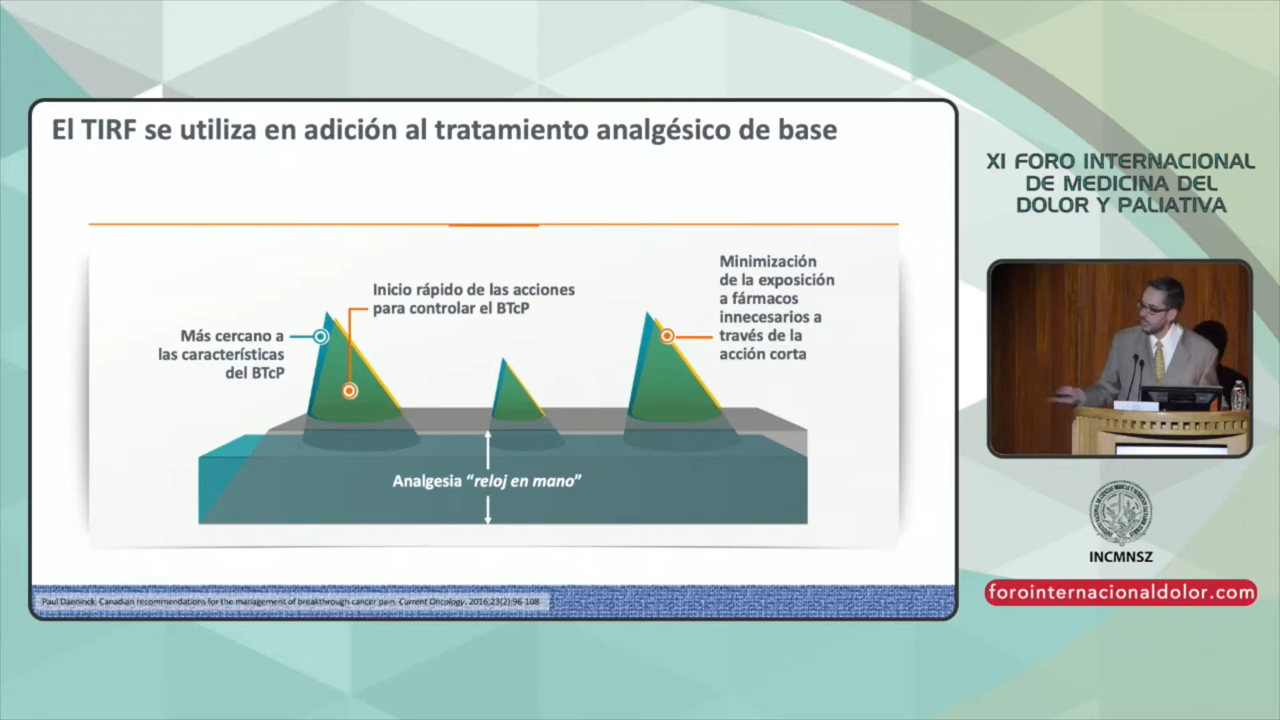 El TIRF se utiliza en adición al tratamiento analgésico de base
Inicio rápido de las acciones
para controlar el BTcP
Más cercano a
las características
del BTcP
Minimización
de la exposición
a fármacos
innecesarios a
través de la
acción corta
Analgesia “reloj en mano”
Paul Daeninck. Canadian recommendations for the management of breakthrough cancer pain. Current Oncology. 2016;23(2):96-108
XI FORO INTERNACIONAL
DE MEDICINA DEL
DOLOR Y PALIATIVA
INCMNSZ
forointernacionaldolor.com